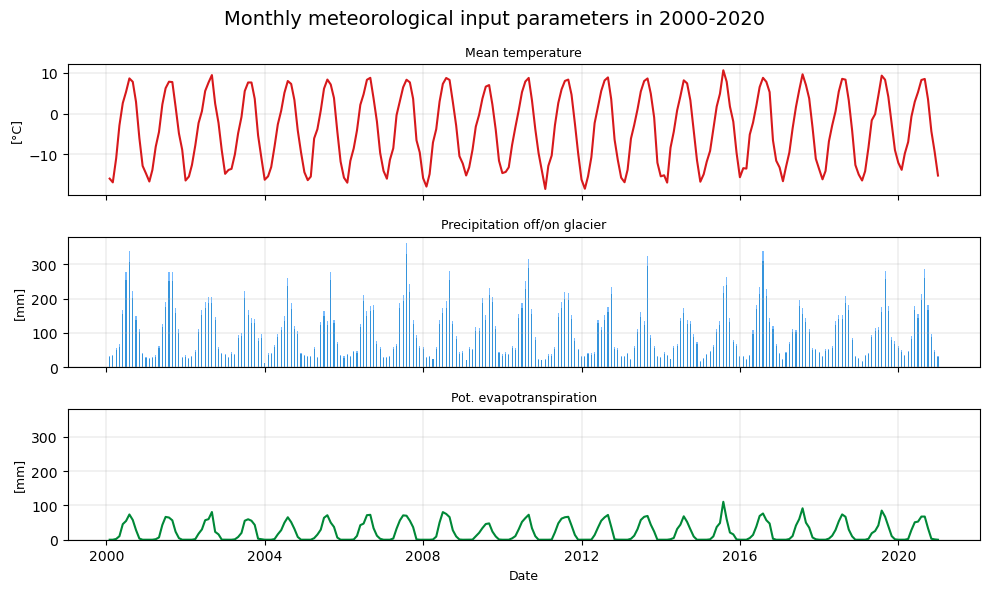 Monthly meteorological input parameters in 2000-2020
Mean temperature
10
0
−10
[°C]
Precipitation off/on glacier
300
200
100
0
[mm]
Pot. evapotranspiration
300
200
100
0
[mm]
2000 2004 2008 2012 2016 2020
Date